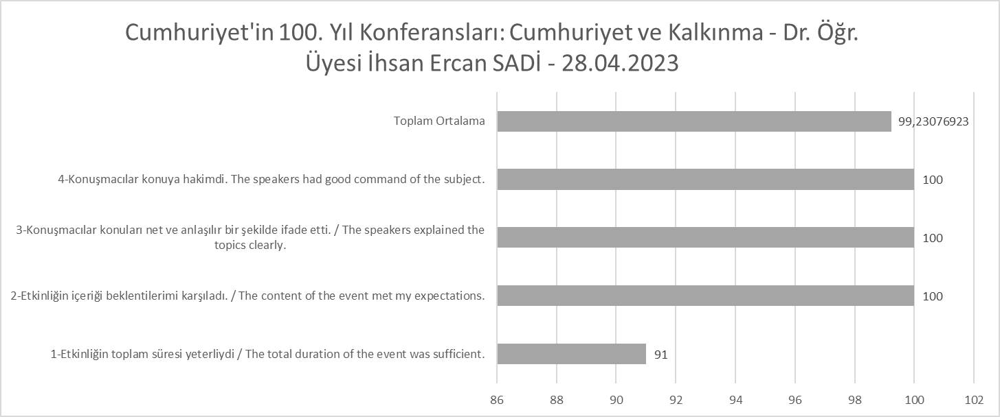 Cumhuriyet'in 100. Yıl Konferansları: Cumhuriyet ve Kalkınma - Dr. Öğr.
Üyesi İhsan Ercan SADİ - 28.04.2023
Toplam Ortalama
99,23076923
4-Konuşmacılar konuya hakimdi. The speakers had good command of the subject.
100
3-Konuşmacılar konuları net ve anlaşılır bir şekilde ifade etti. / The speakers explained the
topics clearly.
100
2-Etkinliğin içeriği beklentilerimi karşıladı. / The content of the event met my expectations.
100
1-Etkinliğin toplam süresi yeterliydi / The total duration of the event was sufficient.
91
86 88 90 92 94 96 98 100 102